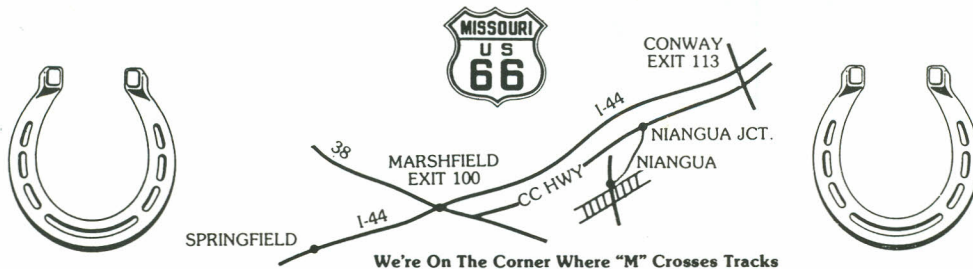 MISSOURI
U S
66
CONWAY
EXIT 113
I-44
NIANGUA JCT.
38
MARSHFIELD
EXIT 100
NIANGUA
CC HWY
I-44
SPRINGFIELD
We're On The Corner Where "M" Crosses Tracks